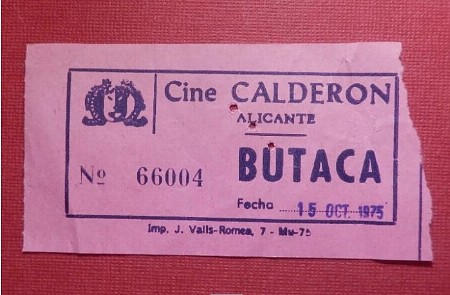 Cine CALDERON
ALICANTE
Nº 66004
BUTACA
Fecha 15 OCT. 1975
Imp. J. Valls-Romea, 7 - Mu-75